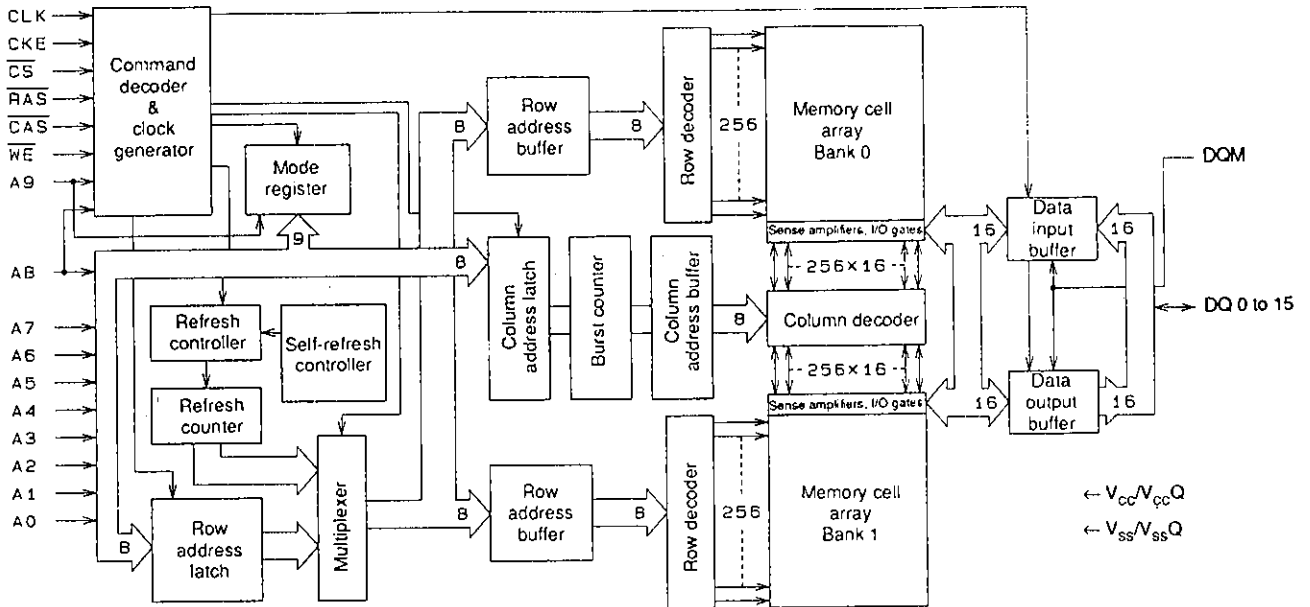 CLK
CKE
CS
RAS
CAS
WE
A9
A8
A7
A6
A5
A4
A3
A2
A1
A0
Command
decoder
&
clock
generator
Mode
register
9
Refresh
controller
Self-refresh
controller
Refresh
counter
8
Row
address
latch
Multiplexer
8
Row
address
buffer
8
Row decoder
256
Memory cell
array
Bank 0
Sense amplifiers, I/O gates
8
Column
address latch
Burst counter
Column
address buffer
8
256×16
Column decoder
256×16
8
Row
address
buffer
8
Row decoder
256
Sense amplifiers, I/O gates
Memory cell
array
Bank 1
16
Data
input
buffer
16
DQM
DQ 0 to 15
16
Data
output
buffer
16
← VCC/VCCQ
← VSS/VSSQ